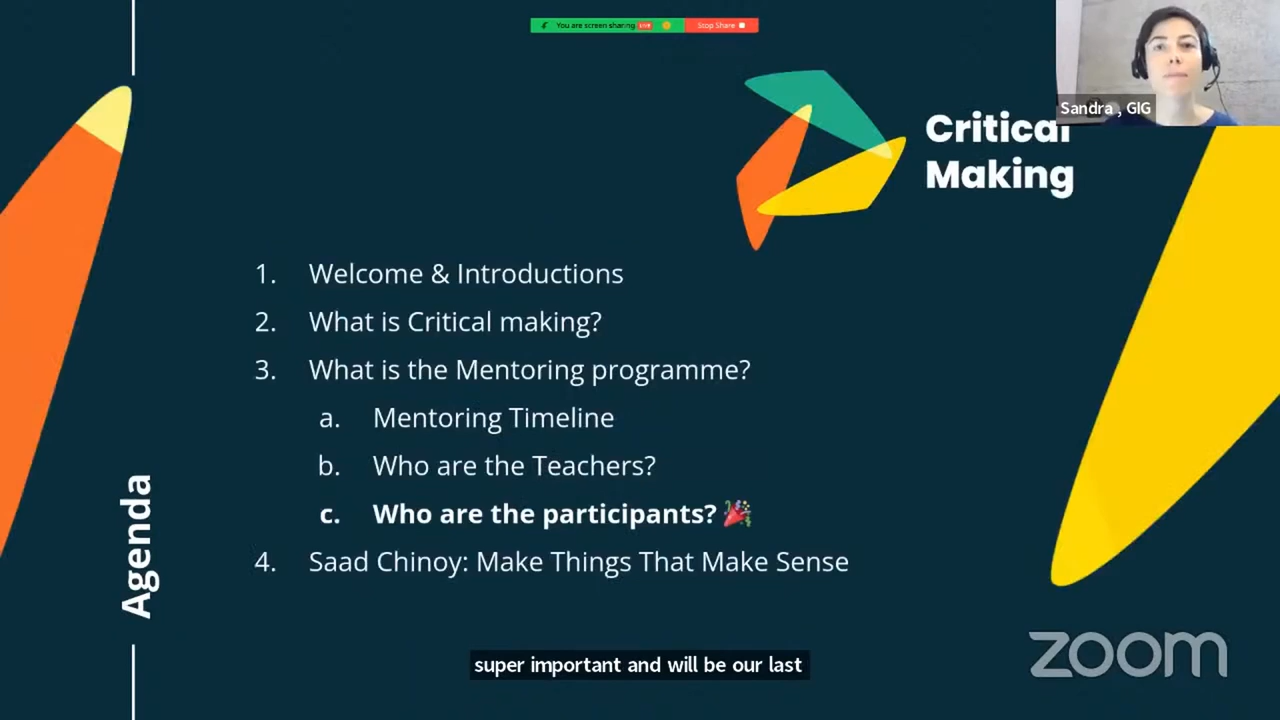 You are screen sharing LIVE Stop Share
Sandra , GIG
Critical
Making
1. Welcome & Introductions
2. What is Critical making?
3. What is the Mentoring programme?
a. Mentoring Timeline
b. Who are the Teachers?
c. Who are the participants? 🎉
4. Saad Chinoy: Make Things That Make Sense
Agenda
super important and will be our last
zoom